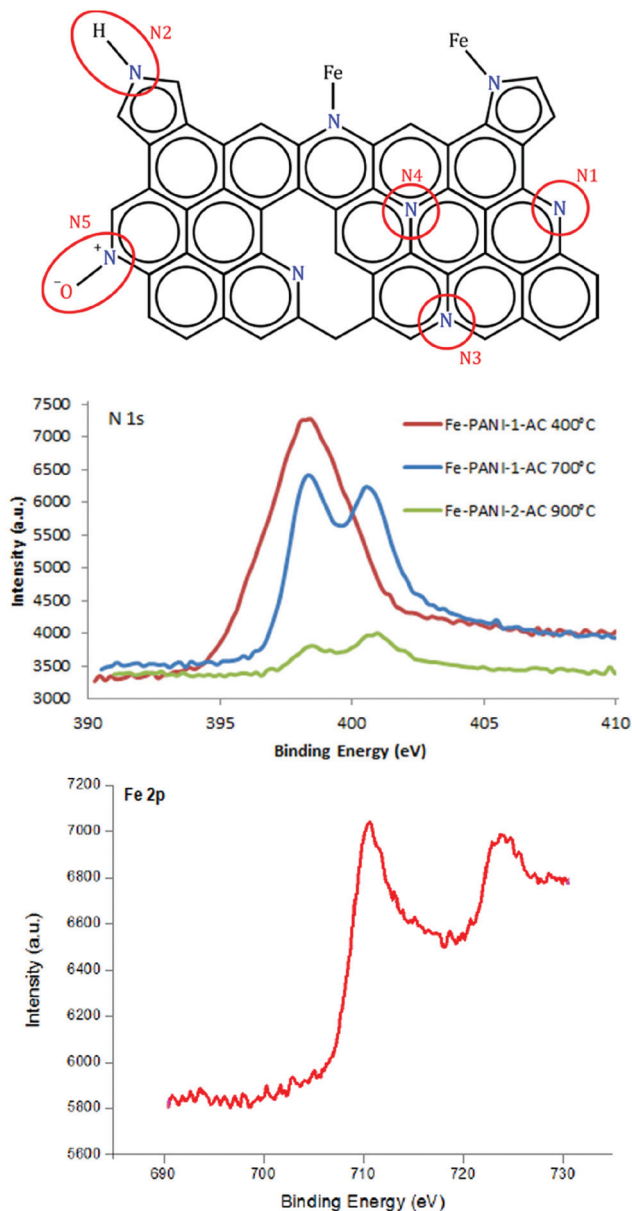 H
N2
N
Fe
N
Fe
N
N4
N
N1
N
N5
+
N
−O
N
N
N3
N 1s
Fe-PANI-1-AC 400°C
Fe-PANI-1-AC 700°C
Fe-PANI-2-AC 900°C
Intensity (a.u.)
7500
7000
6500
6000
5500
5000
4500
4000
3500
3000
390
395
400
405
410
Binding Energy (eV)
Fe 2p
Intensity (a.u.)
7200
7000
6800
6600
6400
6200
6000
5800
5600
690
700
710
720
730
Binding Energy (eV)